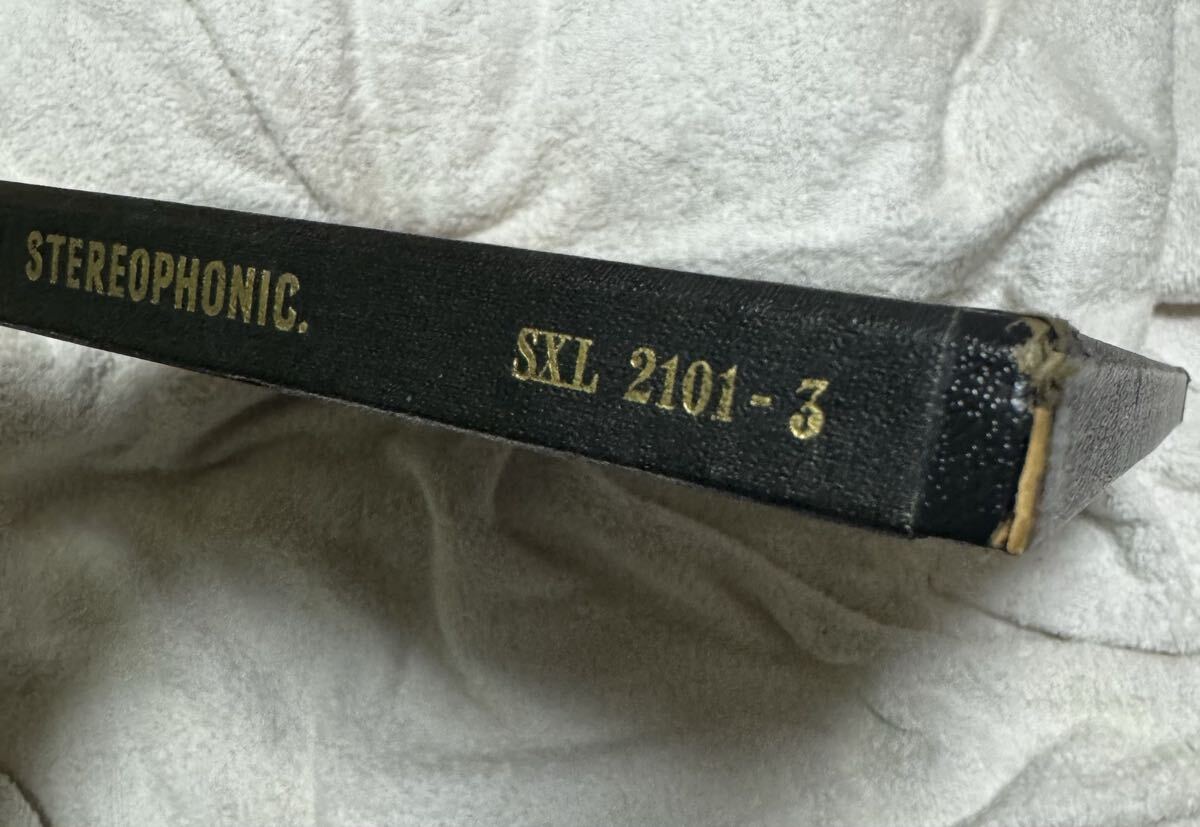 STEREOPHONIC.
SXL 2101-3